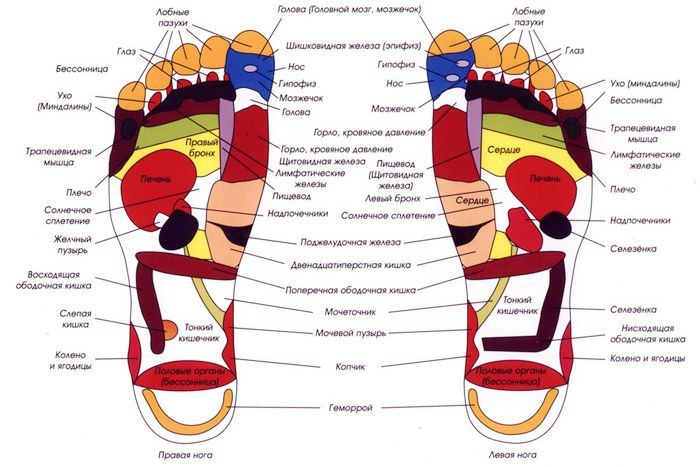 Лобные
пазухи
Глаз
Бессонница
Ухо
(Миндалины)
Трапецевидная
мышца
Плечо
Солнечное
сплетение
Желчный
пузырь
Восходящая
ободочная кишка
Слепая
кишка
Колено
и ягодицы
Правый
бронх
Печень
Тонкий
кишечник
Половые органы
(бессонница)
Правая нога
Голова (Головной мозг, мозжечок)
Шишковидная железа (эпифиз)
Нос
Гипофиз
Мозжечок
Голова
Горло, кровяное давление
Щитовидная железа
Лимфатические
железы
Пищевод
Надпочечники
Поджелудочная железа
Двенадцатиперстная кишка
Поперечная ободочная кишка
Мочеточник
Мочевой пузырь
Копчик
Геморрой
Гипофиз
Нос
Мозжечок
Горло, кровяное давление
Пищевод
(Щитовидная
железа)
Левый бронх
Солнечное сплетение
Лобные
пазухи
Глаз
Ухо (миндалины)
Бессонница
Трапецевидная
мышца
Лимфатические
железы
Плечо
Надпочечники
Селезёнка
Селезёнка
Нисходящая
ободочная кишка
Колено и ягодицы
Сердце
Печень
Сердце
Тонкий
кишечник
Половые органы
(бессонница)
Левая нога